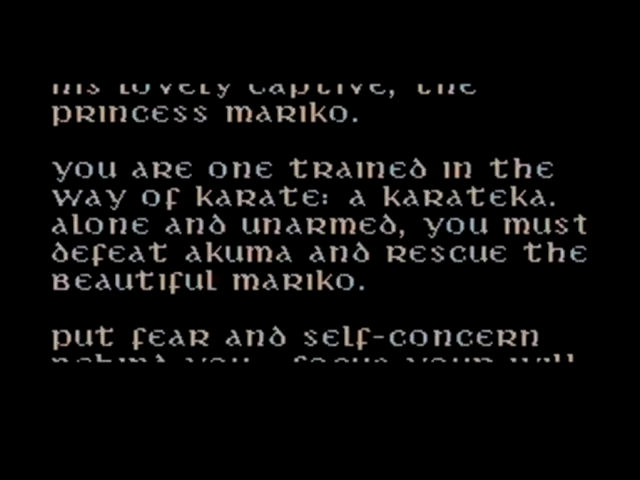 his lovely captive, the
princess mariko.
you are one trained in the
way of karate: a karateka.
alone and unarmed, you must
defeat akuma and rescue the
beautiful mariko.
put fear and self-concern
behind you. focus your will